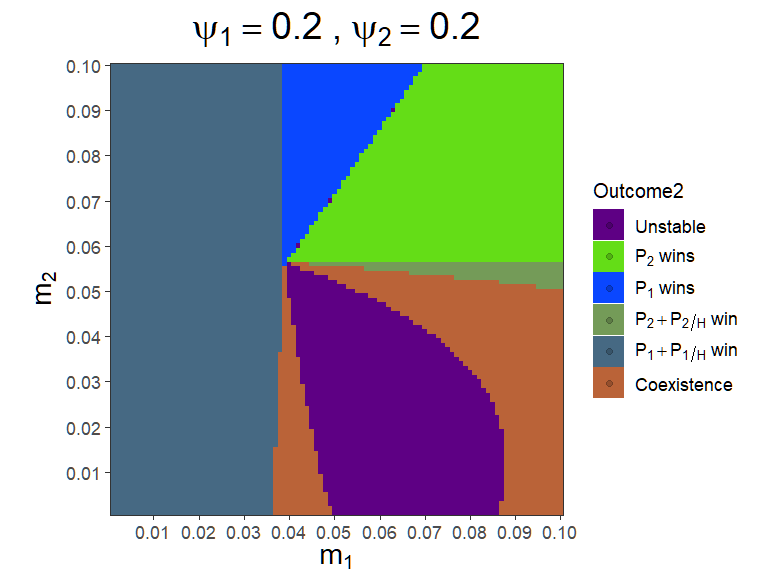 ψ₁ = 0.2 , ψ₂ = 0.2
0.10
0.09
0.08
0.07
0.06
0.05
0.04
0.03
0.02
0.01
m₂
0.01 0.02 0.03 0.04 0.05 0.06 0.07 0.08 0.09 0.10
m₁
Outcome2
Unstable
P₂ wins
P₁ wins
P₂+P₂/H win
P₁+P₁/H win
Coexistence